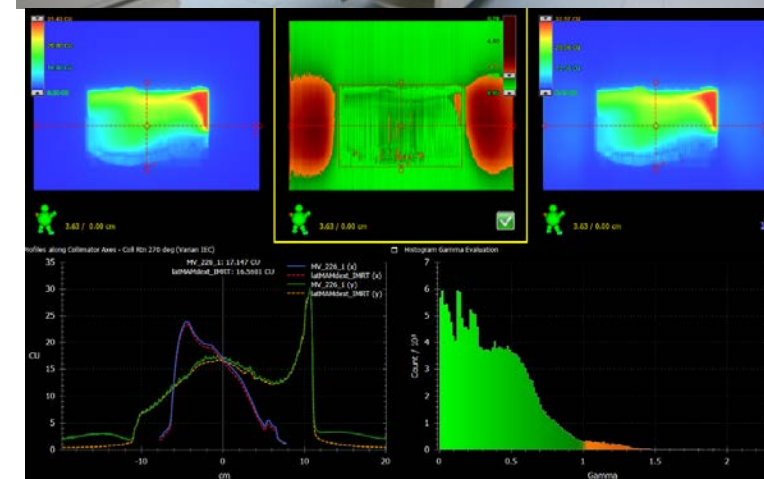 3.63 / 0.00 cm
3.63 / 0.00 cm
3.63 / 0.00 cm
Profiles along Collimator Axes - Coll Rtn 270 deg (Varian IEC)
Histogram Gamma Evaluation
MV_226_1: 17.147 CU
latMAMdext_IMRT: 16.5601 CU
MV_226_1 (x)
latMAMdext_IMRT (x)
MV_226_1 (y)
latMAMdext_IMRT (y)
35
30
25
20
15
10
5
0
CU
-10
0
10
20
cm
7
6
5
4
3
2
1
0
Count / 10³
0
0.5
1
1.5
2
Gamma